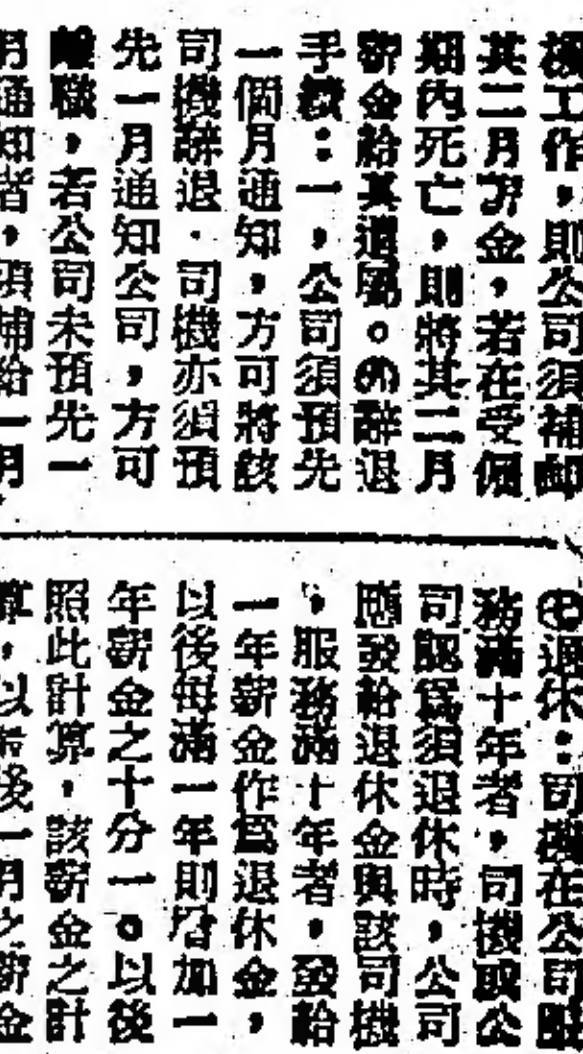 機工作，則公司須補卹
其二月薪金，若在受僱
期內死亡，則將其二月
薪金給其遺屬。㈥辭退
手續：一，公司須預先
一個月通知，方可將該
司機辭退．司機亦須預
先一月通知公司，方可
離職，若公司未預先一
月通知者，須補給一月
㈦退休：司機在公司服
務滿十年者，司機或公
司認爲須退休時，公司
應發給退休金與該司機
，服務滿十年者，發給
一年薪金作爲退休金，
以後每滿一年則增加一
年薪金之十分一。以後
照此計算，該薪金之計
算，以最後一月之薪金